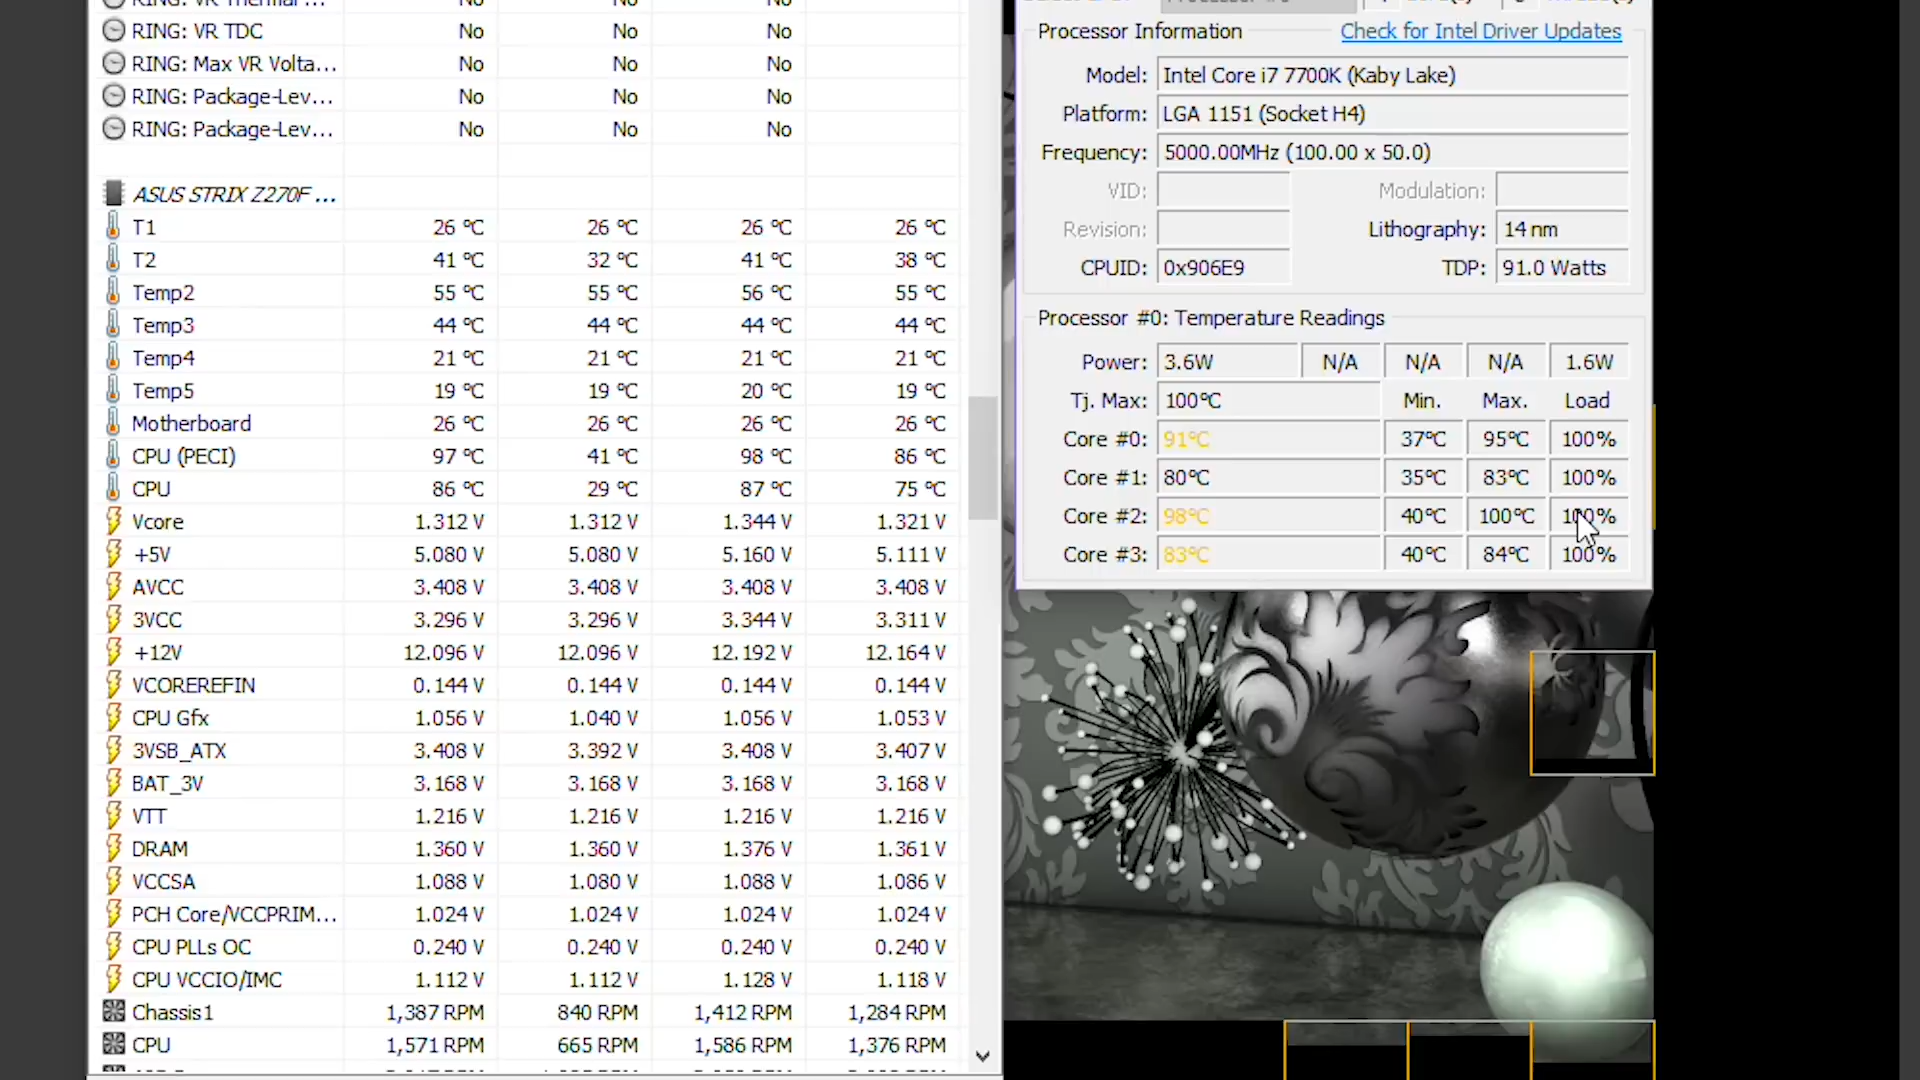 RING: VR Thermal ... No No No
RING: VR TDC No No No
RING: Max VR Volta... No No No
RING: Package-Lev... No No No
RING: Package-Lev... No No No
ASUS STRIX Z270F ...
T1 26 °C 26 °C 26 °C 26 °C
T2 41 °C 32 °C 41 °C 38 °C
Temp2 55 °C 55 °C 56 °C 55 °C
Temp3 44 °C 44 °C 44 °C 44 °C
Temp4 21 °C 21 °C 21 °C 21 °C
Temp5 19 °C 19 °C 20 °C 19 °C
Motherboard 26 °C 26 °C 26 °C 26 °C
CPU (PECI) 97 °C 41 °C 98 °C 86 °C
CPU 86 °C 29 °C 87 °C 75 °C
Vcore 1.312 V 1.312 V 1.344 V 1.321 V
+5V 5.080 V 5.080 V 5.160 V 5.111 V
AVCC 3.408 V 3.408 V 3.408 V 3.408 V
3VCC 3.296 V 3.296 V 3.344 V 3.311 V
+12V 12.096 V 12.096 V 12.192 V 12.164 V
VCOREREFIN 0.144 V 0.144 V 0.144 V 0.144 V
CPU Gfx 1.056 V 1.040 V 1.056 V 1.053 V
3VSB_ATX 3.408 V 3.392 V 3.408 V 3.407 V
BAT_3V 3.168 V 3.168 V 3.168 V 3.168 V
VTT 1.216 V 1.216 V 1.216 V 1.216 V
DRAM 1.360 V 1.360 V 1.376 V 1.361 V
VCCSA 1.088 V 1.080 V 1.088 V 1.086 V
PCH Core/VCCPRIM... 1.024 V 1.024 V 1.024 V 1.024 V
CPU PLLs OC 0.240 V 0.240 V 0.240 V 0.240 V
CPU VCCIO/IMC 1.112 V 1.112 V 1.128 V 1.118 V
Chassis1 1,387 RPM 840 RPM 1,412 RPM 1,284 RPM
CPU 1,571 RPM 665 RPM 1,586 RPM 1,376 RPM
Processor Information Check for Intel Driver Updates
Model: Intel Core i7 7700K (Kaby Lake)
Platform: LGA 1151 (Socket H4)
Frequency: 5000.00MHz (100.00 x 50.0)
VID: Modulation:
Revision: Lithography: 14 nm
CPUID: 0x906E9 TDP: 91.0 Watts
Processor #0: Temperature Readings
Power: 3.6W N/A N/A N/A 1.6W
Tj. Max: 100°C Min. Max. Load
Core #0: 91°C 37°C 95°C 100%
Core #1: 80°C 35°C 83°C 100%
Core #2: 98°C 40°C 100°C 100%
Core #3: 83°C 40°C 84°C 100%